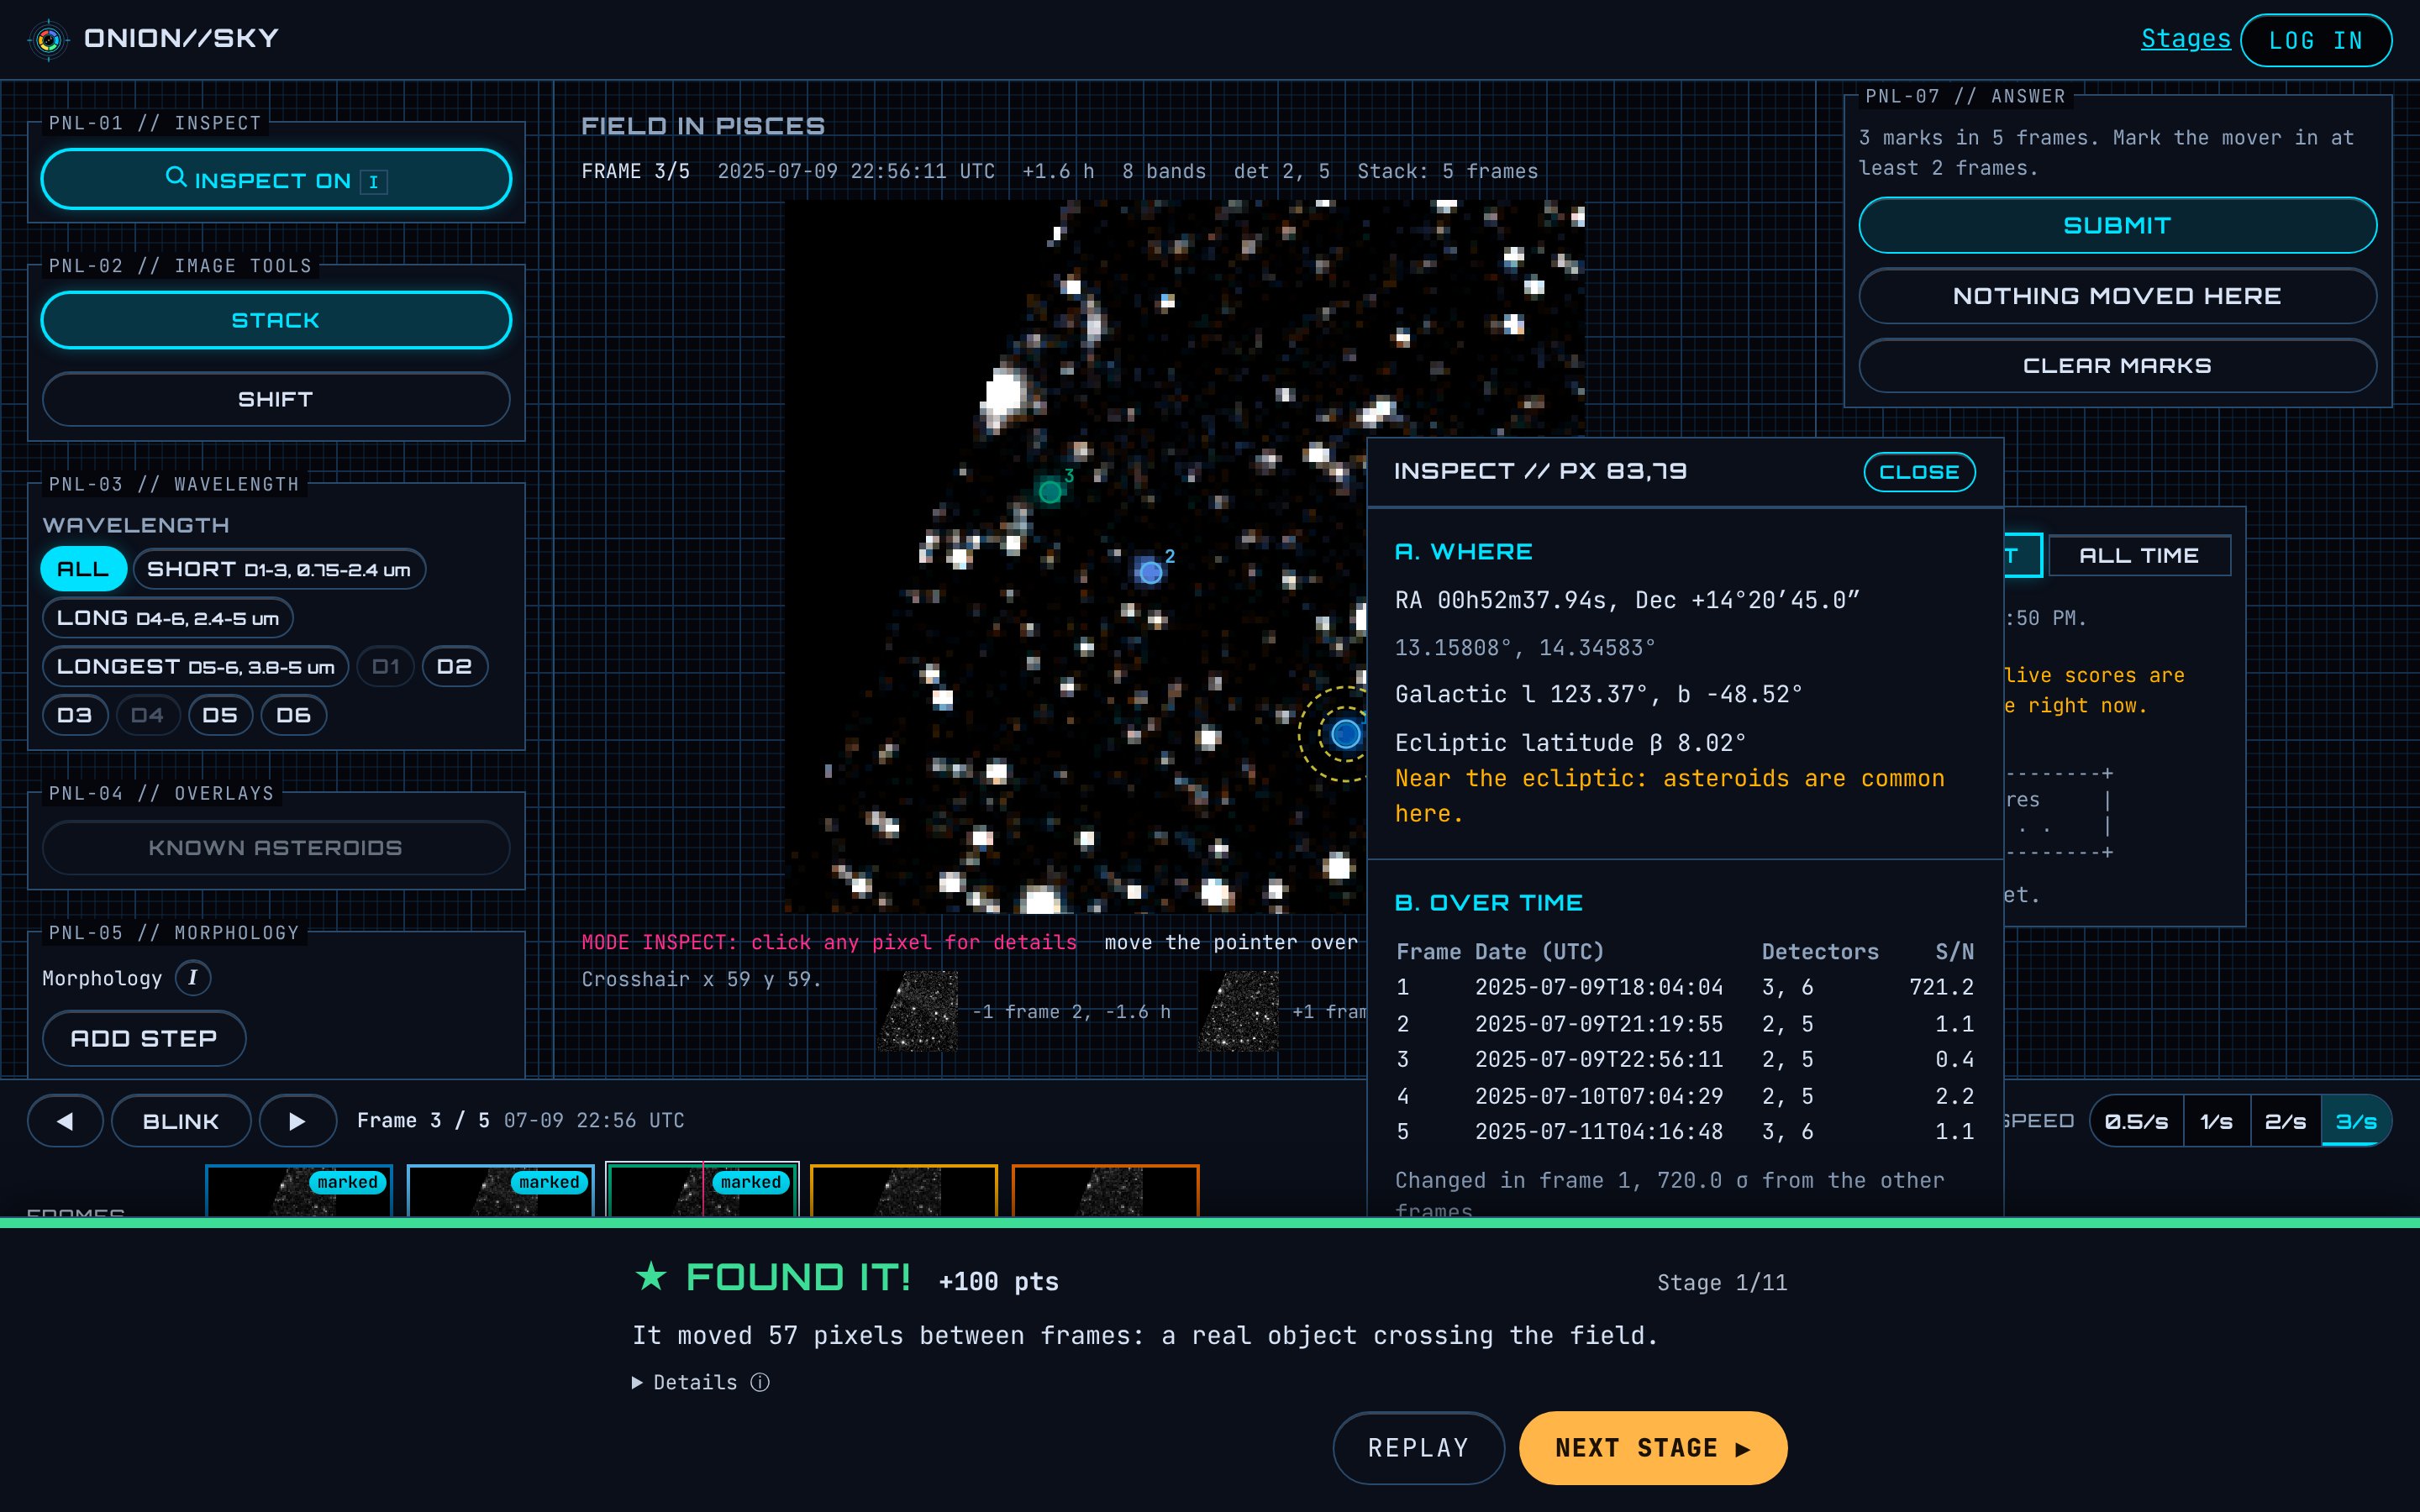 ONION//SKY
Stages
LOG IN
PNL-01 // INSPECT
INSPECT ON I
PNL-02 // IMAGE TOOLS
STACK
SHIFT
PNL-03 // WAVELENGTH
WAVELENGTH
ALL
SHORT D1-3, 0.75-2.4 um
LONG D4-6, 2.4-5 um
LONGEST D5-6, 3.8-5 um
D1
D2
D3
D4
D5
D6
PNL-04 // OVERLAYS
KNOWN ASTEROIDS
PNL-05 // MORPHOLOGY
Morphology I
ADD STEP
FIELD IN PISCES
FRAME 3/5 2025-07-09 22:56:11 UTC +1.6 h 8 bands det 2, 5 Stack: 5 frames
3
2
MODE INSPECT: click any pixel for details move the pointer over
Crosshair x 59 y 59.
-1 frame 2, -1.6 h
+1 fram
INSPECT // PX 83,79
CLOSE
A. WHERE
RA 00h52m37.94s, Dec +14°20′45.0″
13.15808°, 14.34583°
Galactic l 123.37°, b -48.52°
Ecliptic latitude β 8.02°
Near the ecliptic: asteroids are common
here.
B. OVER TIME
Frame Date (UTC) Detectors S/N
1 2025-07-09T18:04:04 3, 6 721.2
2 2025-07-09T21:19:55 2, 5 1.1
3 2025-07-09T22:56:11 2, 5 0.4
4 2025-07-10T07:04:29 2, 5 2.2
5 2025-07-11T04:16:48 3, 6 1.1
Changed in frame 1, 720.0 σ from the other
frames
PNL-07 // ANSWER
3 marks in 5 frames. Mark the mover in at
least 2 frames.
SUBMIT
NOTHING MOVED HERE
CLEAR MARKS
T
ALL TIME
:50 PM.
live scores are
e right now.
--------+
res |
. . |
--------+
et.
BLINK
Frame 3 / 5 07-09 22:56 UTC
SPEED
0.5/s
1/s
2/s
3/s
FRAMES
marked
marked
marked
★ FOUND IT! +100 pts
Stage 1/11
It moved 57 pixels between frames: a real object crossing the field.
▶ Details ⓘ
REPLAY
NEXT STAGE ▶